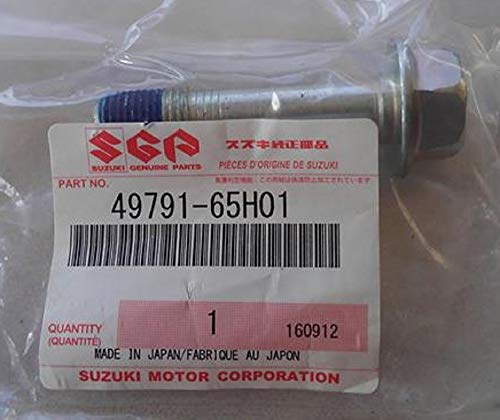 SGP
SUZUKI
GENUINE PARTS
スズキ純正部品
PIÈCES D'ORIGINE DE SUZUKI
PART NO.
49791-65H01
QUANTITY
(QUANTITÉ)
1
160912
MADE IN JAPAN/FABRIQUE AU JAPON
SUZUKI MOTOR CORPORATION